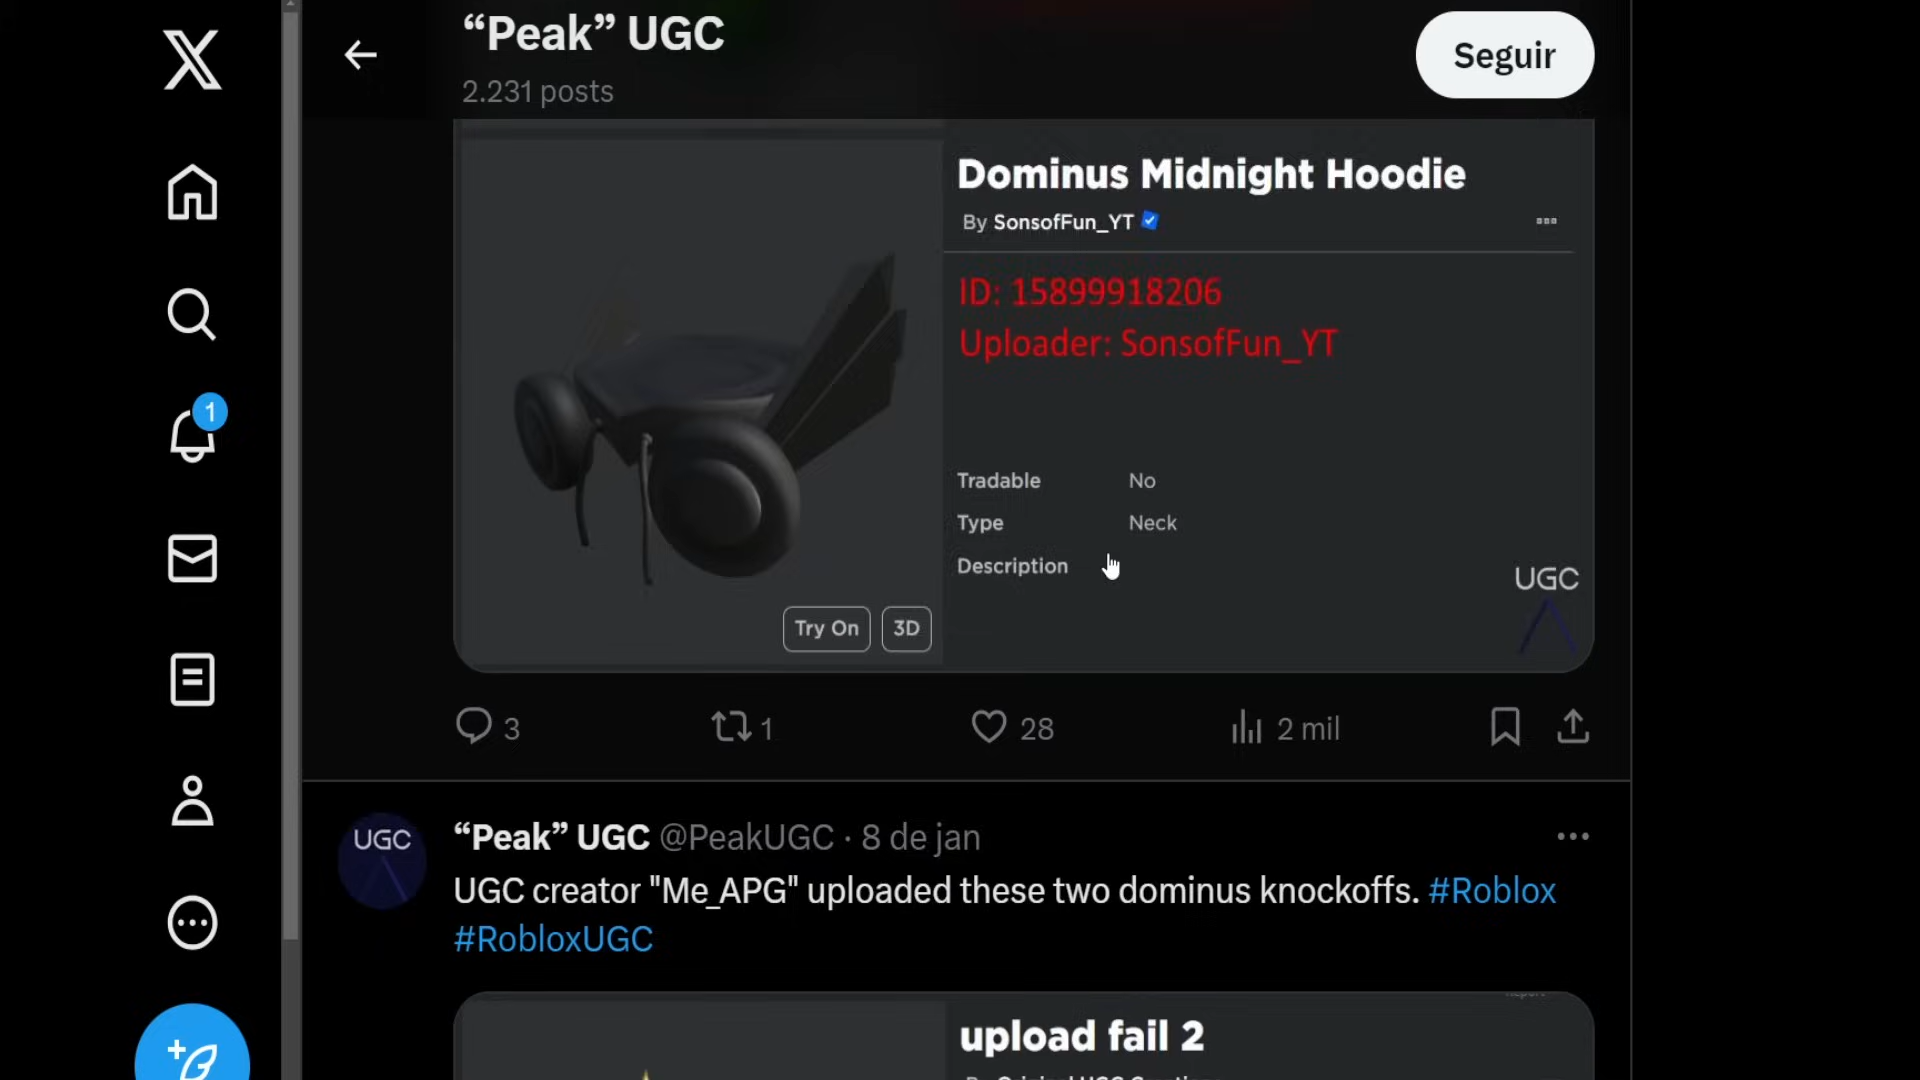 “Peak” UGC
2.231 posts
Seguir
1
Dominus Midnight Hoodie
By SonsofFun_YT
ID: 15899918206
Uploader: SonsofFun_YT
Tradable No
Type Neck
Description
UGC
Try On 3D
3 1 28 2 mil
UGC
“Peak” UGC @PeakUGC · 8 de jan
UGC creator "Me_APG" uploaded these two dominus knockoffs. #Roblox
#RobloxUGC
upload fail 2